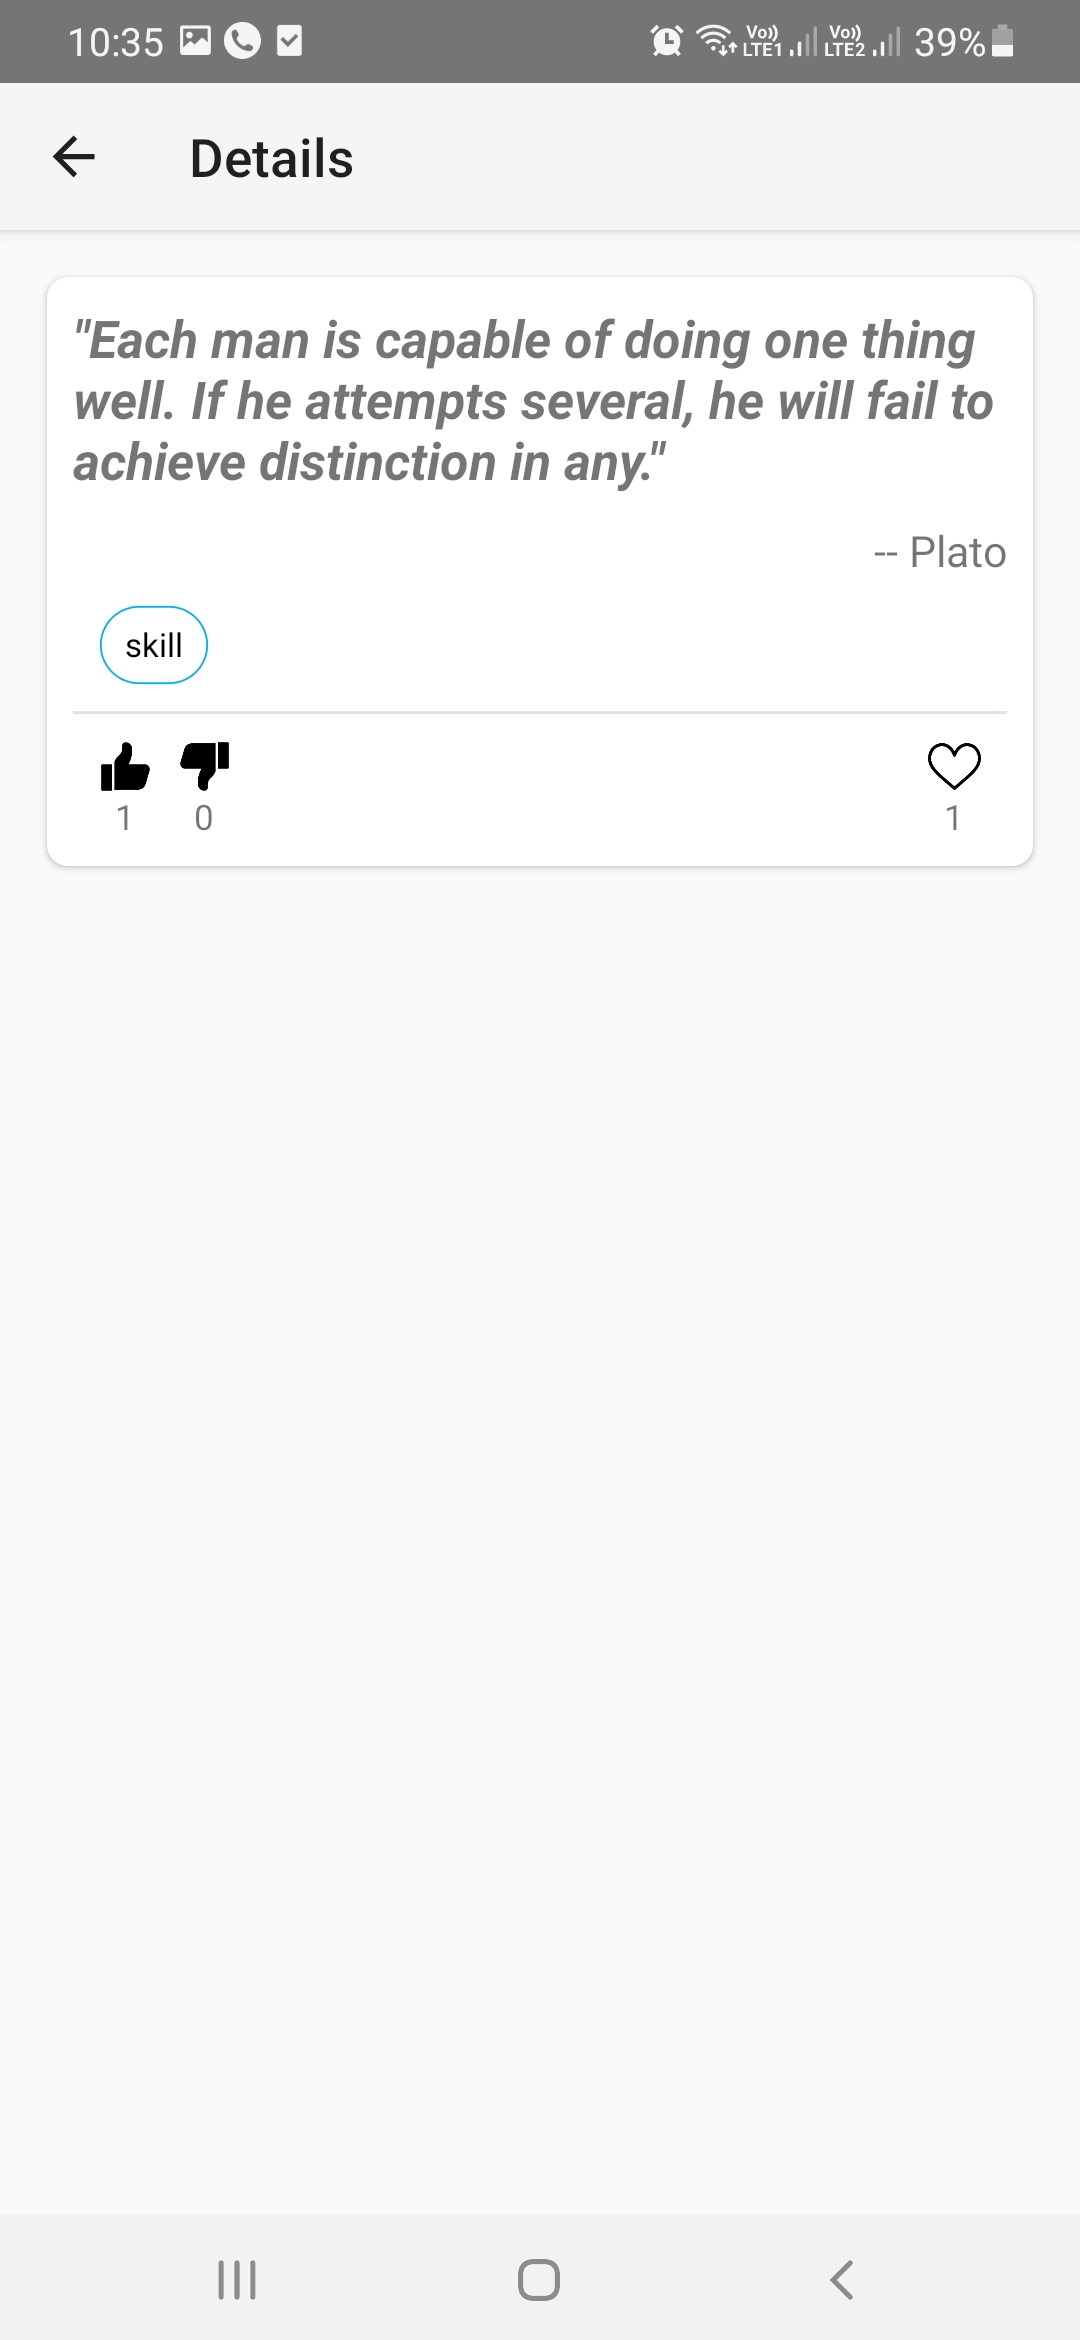 10:35 Vo)) LTE1 Vo)) LTE2 39%
Details
"Each man is capable of doing one thing
well. If he attempts several, he will fail to
achieve distinction in any."
-- Plato
skill
1 0 1